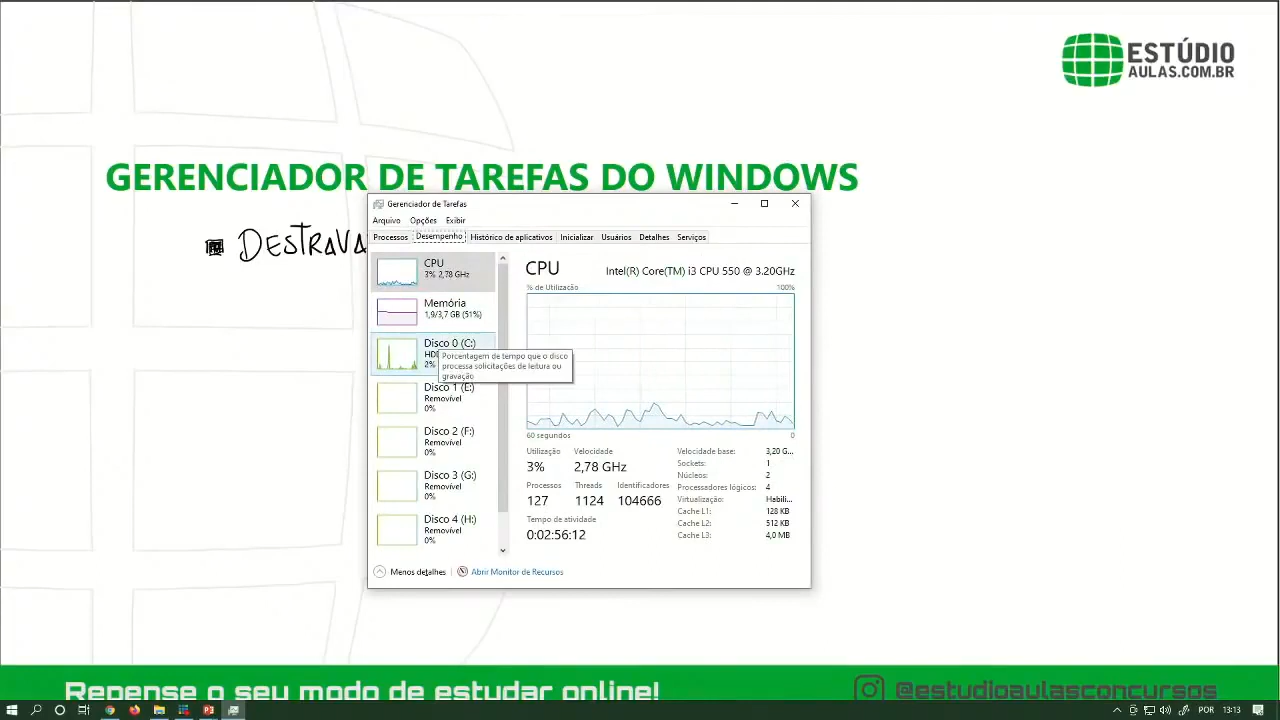 ESTÚDIO
AULAS.COM.BR
GERENCIADOR DE TAREFAS DO WINDOWS
DESTRAVA
Gerenciador de Tarefas
Arquivo Opções Exibir
Processos Desempenho Histórico de aplicativos Inicializar Usuários Detalhes Serviços
CPU
3% 2,78 GHz
Memória
1,9/3,7 GB (51%)
Disco 0 (C:)
HDD
2%
Porcentagem de tempo que o disco
processa solicitações de leitura ou
gravação
Disco 1 (E:)
Removível
0%
Disco 2 (F:)
Removível
0%
Disco 3 (G:)
Removível
0%
Disco 4 (H:)
Removível
0%
CPU Intel(R) Core(TM) i3 CPU 550 @ 3.20GHz
% de Utilização 100%
60 segundos 0
Utilização Velocidade
3% 2,78 GHz
Processos Threads Identificadores
127 1124 104666
Tempo de atividade
0:02:56:12
Velocidade base: 3,20 G...
Sockets: 1
Núcleos: 2
Processadores lógicos: 4
Virtualização: Habili...
Cache L1: 128 KB
Cache L2: 512 KB
Cache L3: 4,0 MB
Menos detalhes Abrir Monitor de Recursos
Repense o seu modo de estudar online!
@estudioaulasconcursos
POR 13:13